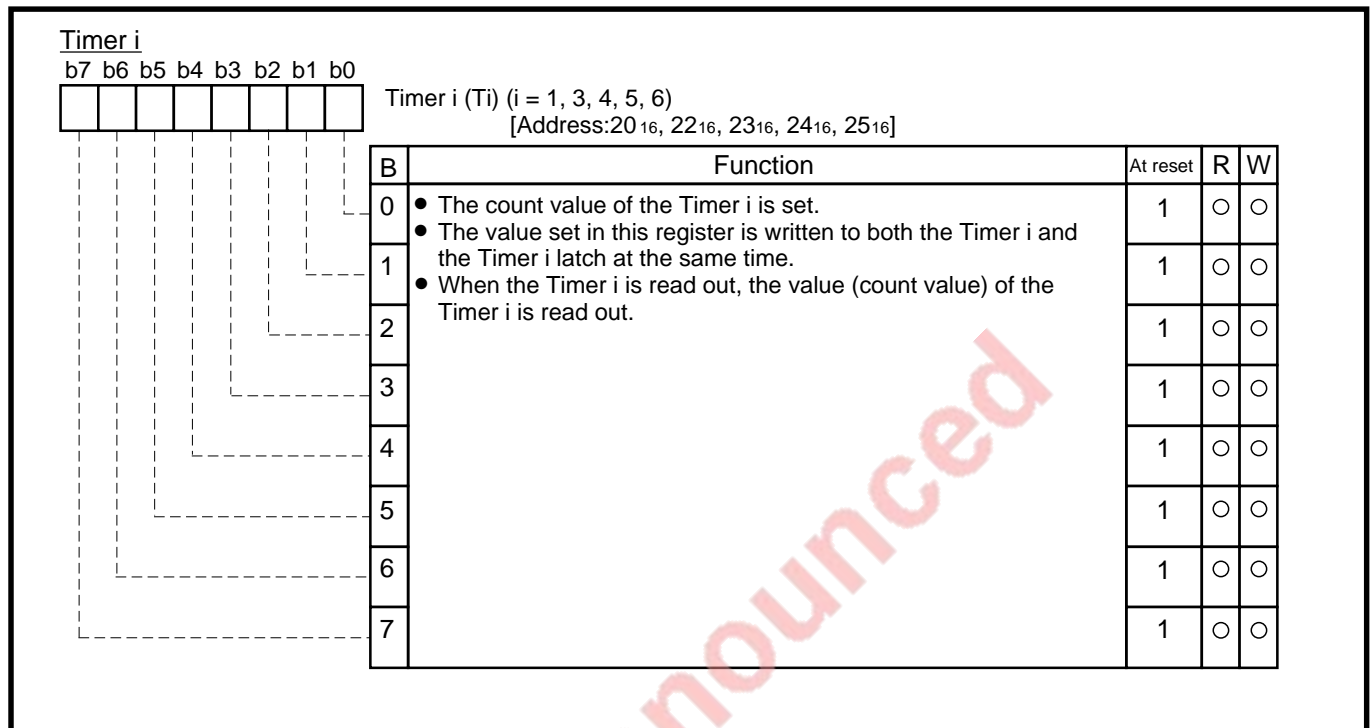 Timer i
b7 b6 b5 b4 b3 b2 b1 b0
Timer i (Ti) (i = 1, 3, 4, 5, 6)
[Address:20 16, 2216, 2316, 2416, 2516]
B Function At reset R W
0 ● The count value of the Timer i is set. 1 ○ ○
● The value set in this register is written to both the Timer i and
the Timer i latch at the same time.
1 1 ○ ○
● When the Timer i is read out, the value (count value) of the
Timer i is read out.
2 1 ○ ○
3 1 ○ ○
4 1 ○ ○
5 1 ○ ○
6 1 ○ ○
7 1 ○ ○
nounced